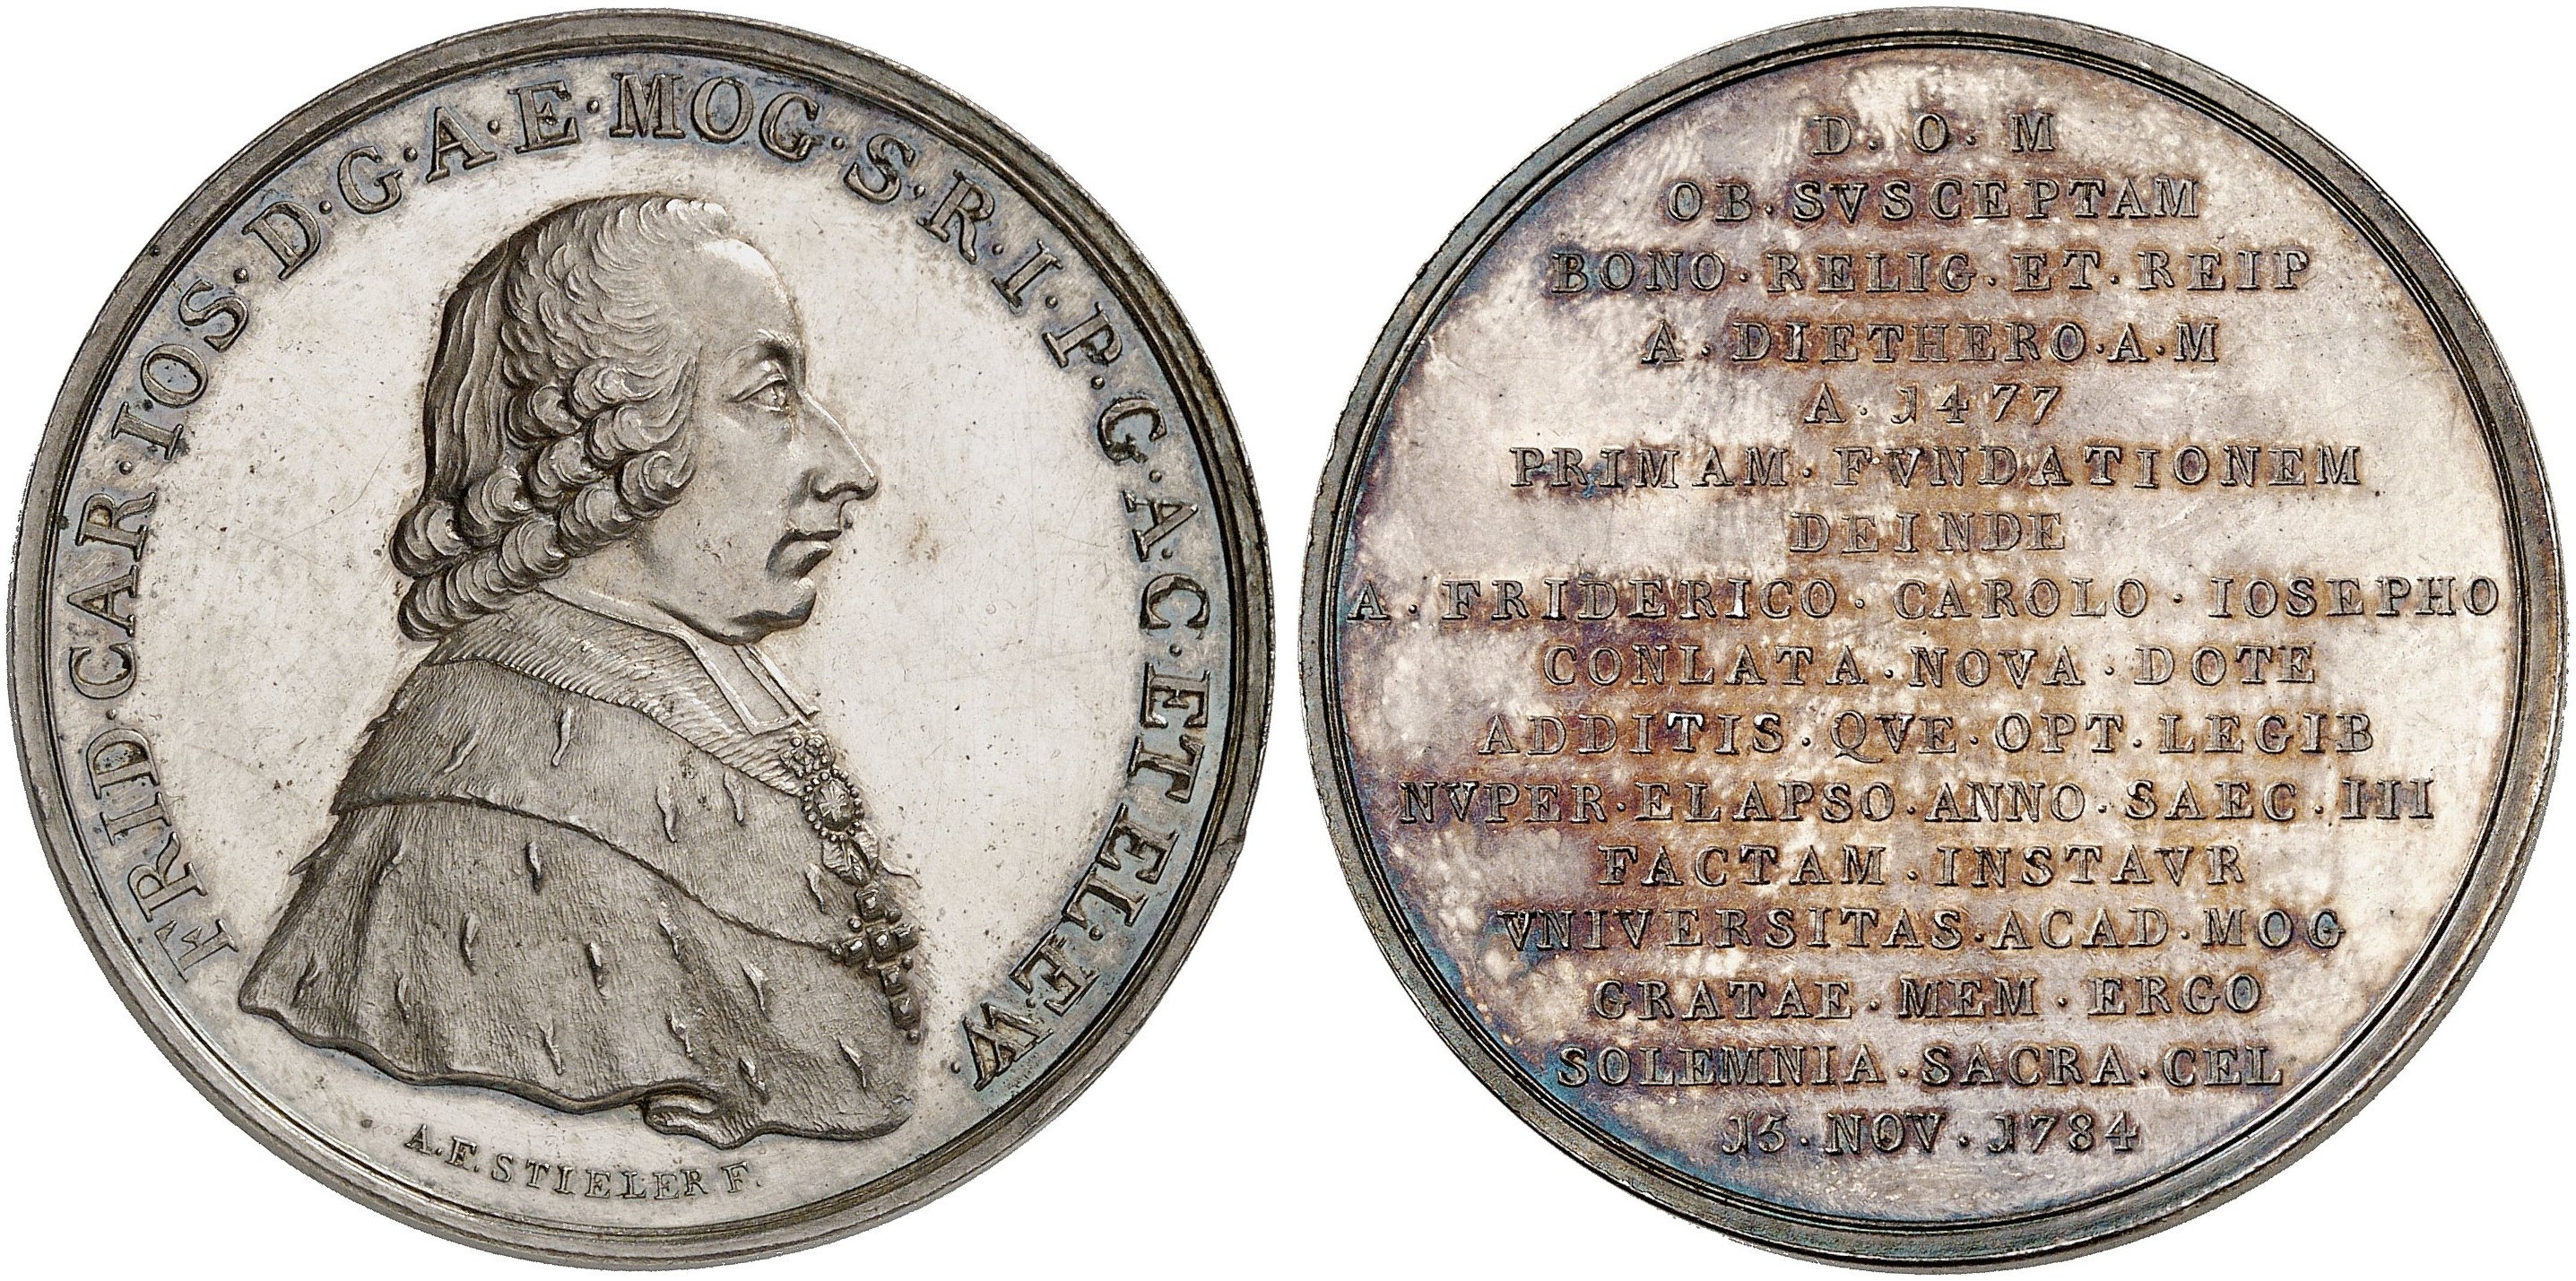 FRID·CAR·IOS·D·G·A·E·MOG·S·R·I·P·G·A·C·ET EL·E·W·
A·F·STIELER F·
D·O·M
OB·SVSCEPTAM
BONO·RELIG·ET·REIP
A·DIETHERO·A·M
A·1477
PRIMAM·FVNDATIONEM
DEINDE
A·FRIDERICO·CAROLO·IOSEPHO
CONLATA·NOVA·DOTE
ADDITIS·QVE·OPT·LEGIB
NVPER·ELAPSO·ANNO·SAEC·III
FACTAM·INSTAVR
VNIVERSITAS·ACAD·MOG
GRATAE·MEM·ERGO
SOLEMNIA·SACRA·CEL
15·NOV·1784